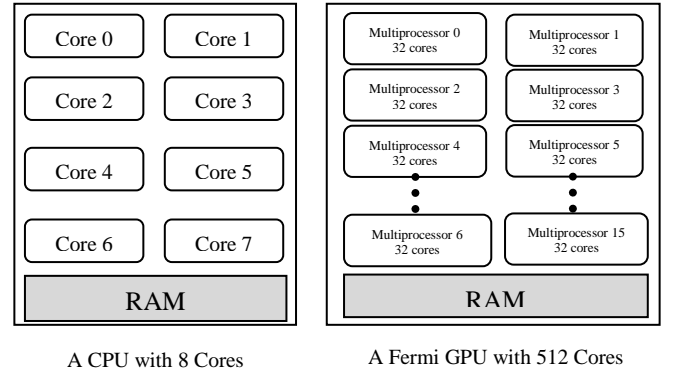 Core 0
Core 1
Core 2
Core 3
Core 4
Core 5
Core 6
Core 7
RAM
A CPU with 8 Cores
Multiprocessor 0
32 cores
Multiprocessor 1
32 cores
Multiprocessor 2
32 cores
Multiprocessor 3
32 cores
Multiprocessor 4
32 cores
Multiprocessor 5
32 cores
Multiprocessor 6
32 cores
Multiprocessor 15
32 cores
RAM
A Fermi GPU with 512 Cores